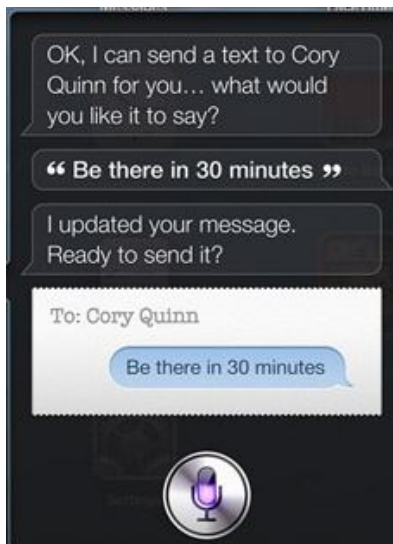 OK, I can send a text to Cory
Quinn for you... what would
you like it to say?
“ Be there in 30 minutes ”
I updated your message.
Ready to send it?
To: Cory Quinn
Be there in 30 minutes
Settings